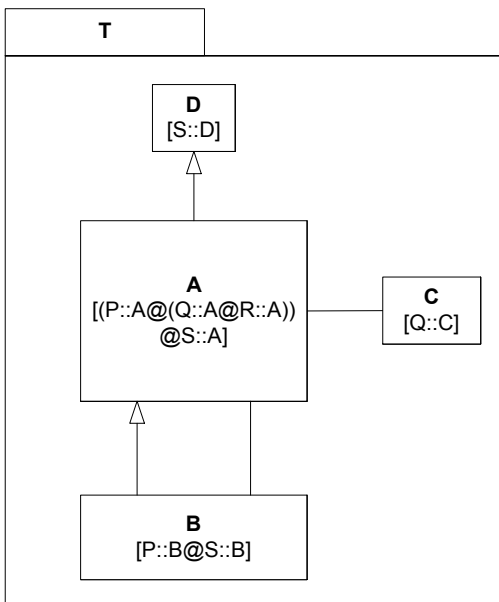 T
D
[S::D]
A
[(P::A@(Q::A@R::A))
@S::A]
C
[Q::C]
B
[P::B@S::B]